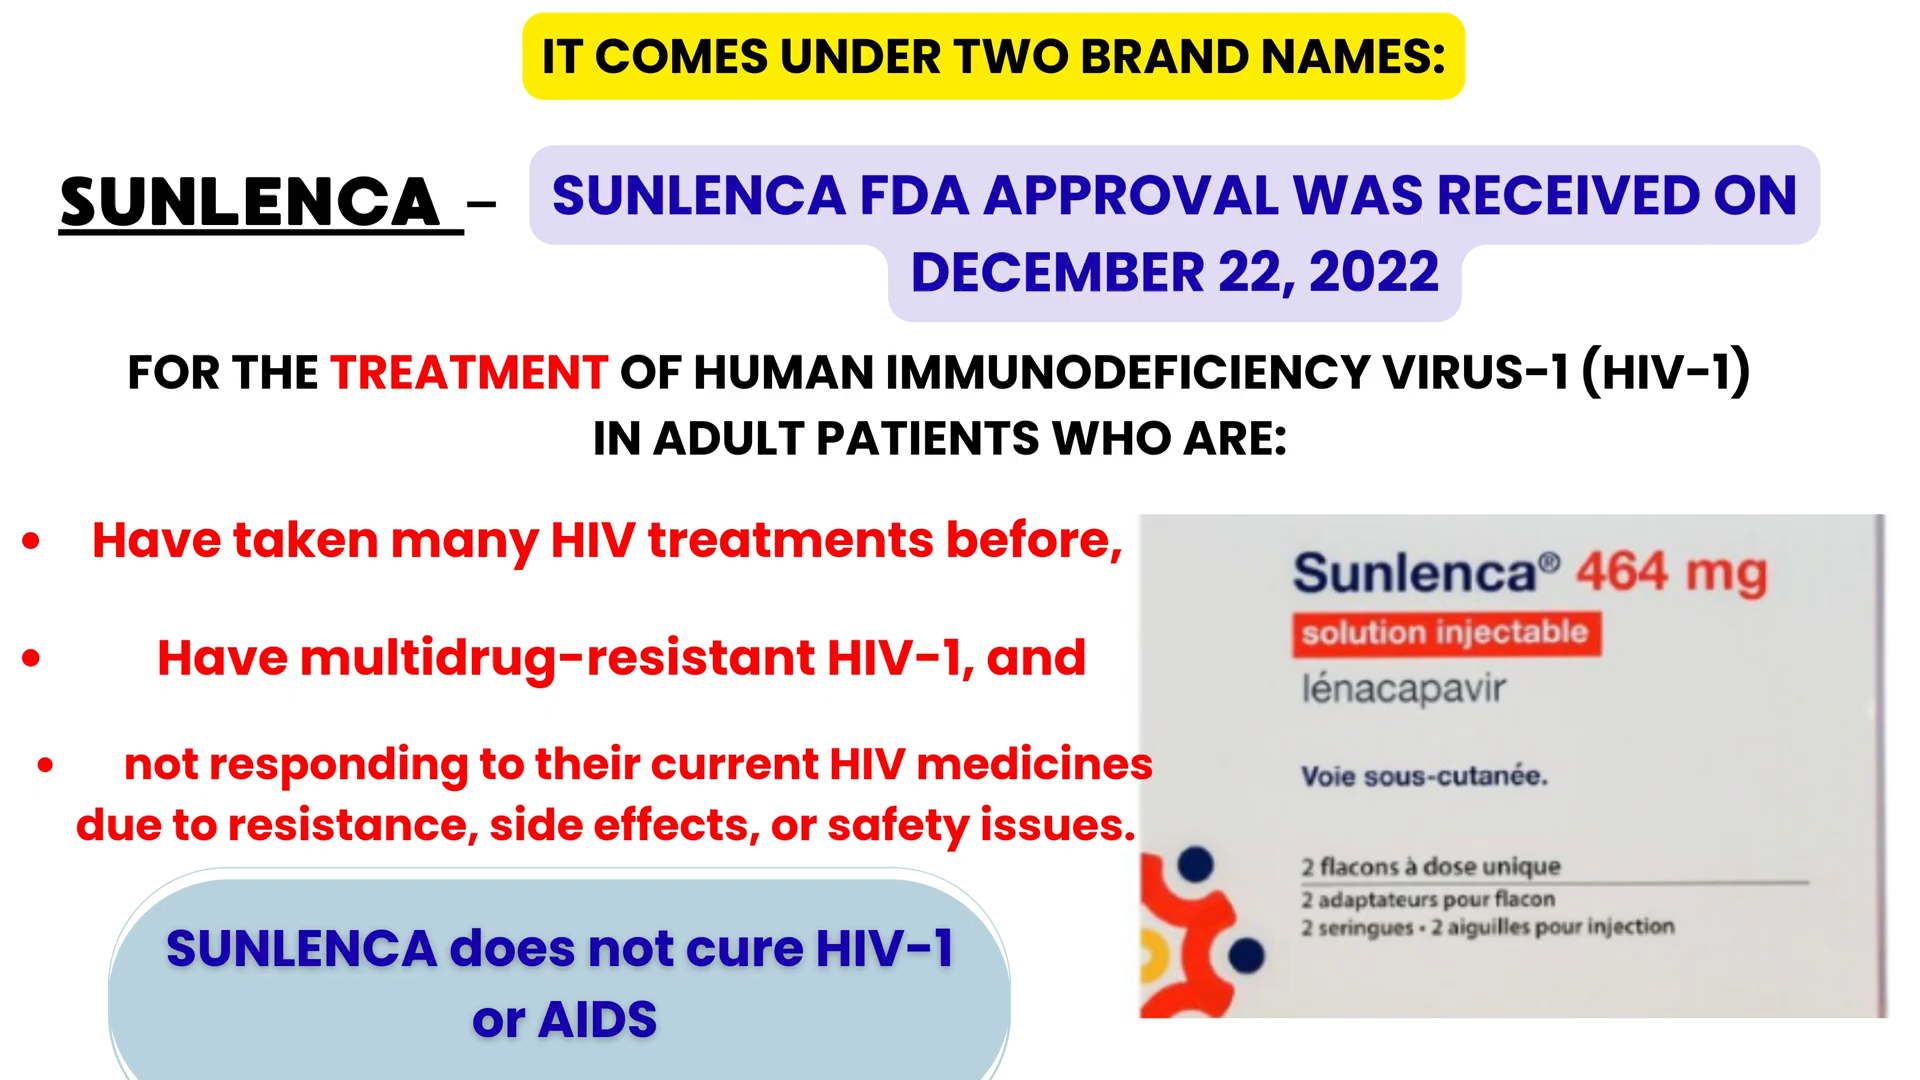 IT COMES UNDER TWO BRAND NAMES:
SUNLENCA – SUNLENCA FDA APPROVAL WAS RECEIVED ON
DECEMBER 22, 2022
FOR THE TREATMENT OF HUMAN IMMUNODEFICIENCY VIRUS-1 (HIV-1)
IN ADULT PATIENTS WHO ARE:
• Have taken many HIV treatments before,
• Have multidrug-resistant HIV-1, and
• not responding to their current HIV medicines
due to resistance, side effects, or safety issues.
SUNLENCA does not cure HIV-1
or AIDS
Sunlenca® 464 mg
solution injectable
lénacapavir
Voie sous-cutanée.
2 flacons à dose unique
2 adaptateurs pour flacon
2 seringues • 2 aiguilles pour injection